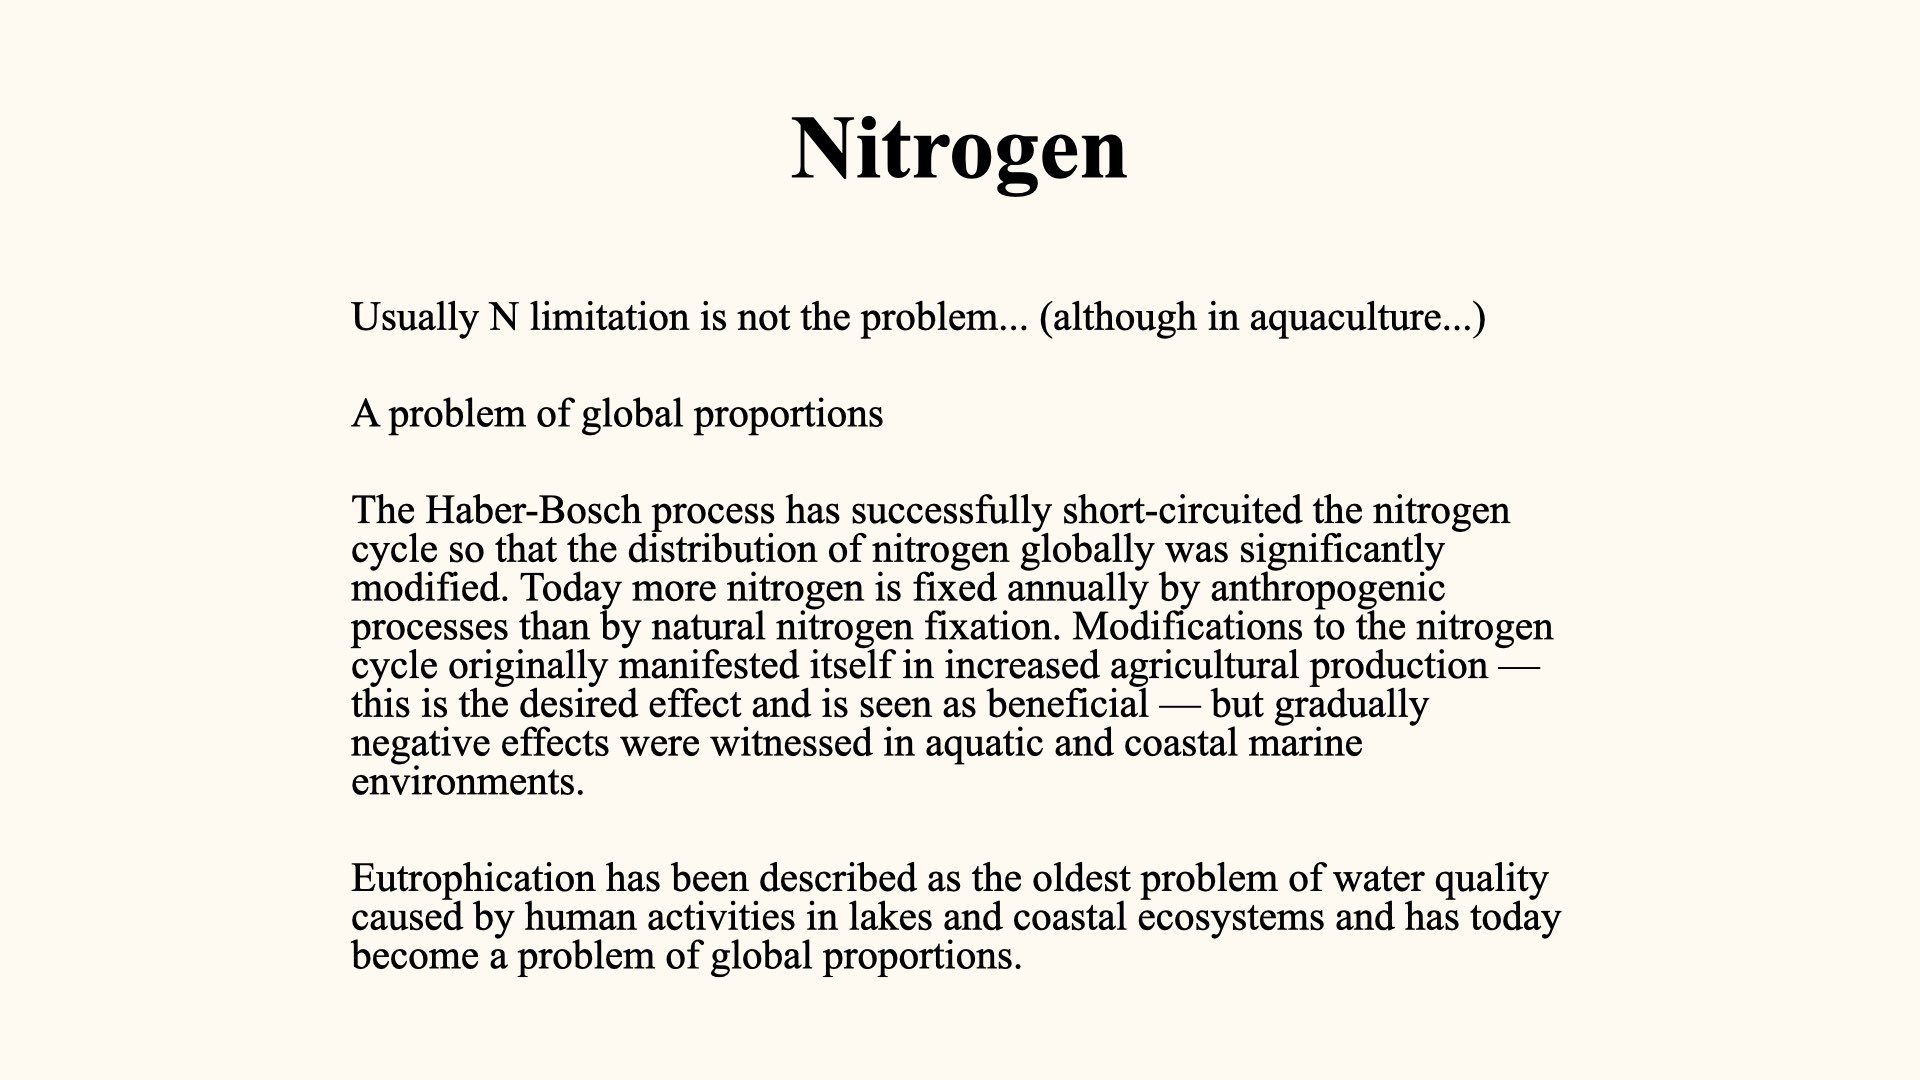 Nitrogen
Usually N limitation is not the problem... (although in aquaculture...)
A problem of global proportions
The Haber-Bosch process has successfully short-circuited the nitrogen
cycle so that the distribution of nitrogen globally was significantly
modified. Today more nitrogen is fixed annually by anthropogenic
processes than by natural nitrogen fixation. Modifications to the nitrogen
cycle originally manifested itself in increased agricultural production —
this is the desired effect and is seen as beneficial — but gradually
negative effects were witnessed in aquatic and coastal marine
environments.
Eutrophication has been described as the oldest problem of water quality
caused by human activities in lakes and coastal ecosystems and has today
become a problem of global proportions.